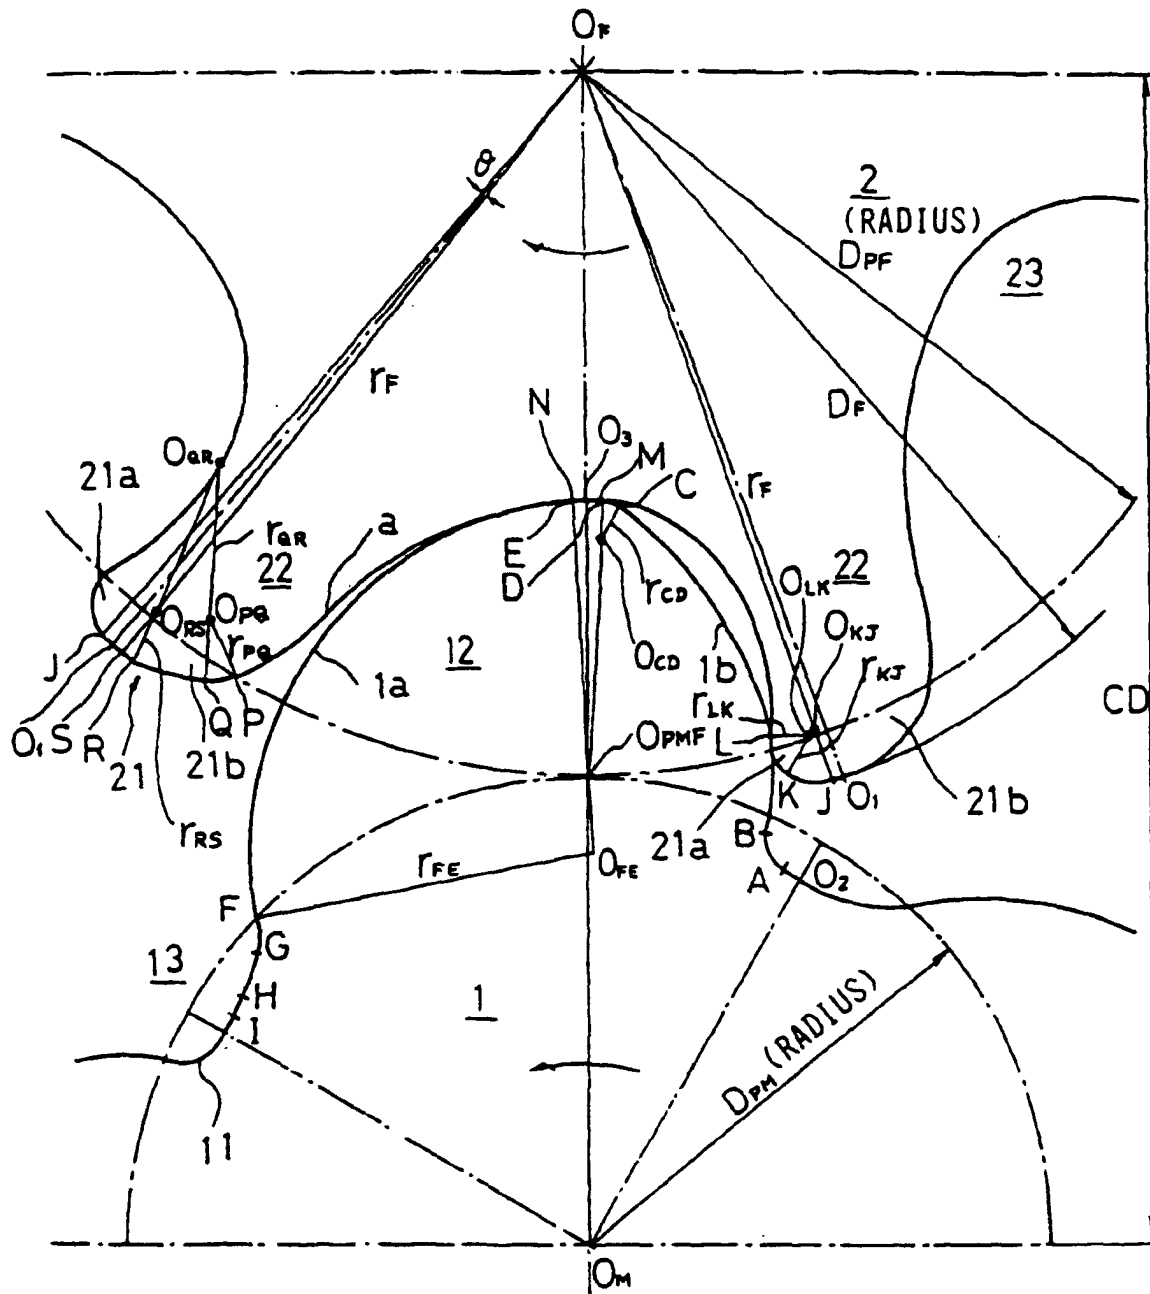 OF
θ
2
(RADIUS)
DPF
23
rF
N
O3
M
C
rF
DF
OQR
21a
a
E
D
rQR
22
rCD
OLK
22
OKJ
ORS
OPQ
rPQ
12
OCD
1b
rKJ
J
1a
rLK
CD
O1
S
R
21
Q
P
21b
OPMF
L
K
J
O1
21b
rRS
21a
B
rFE
OFE
A
O2
F
G
13
H
1
I
DPM (RADIUS)
11
OM